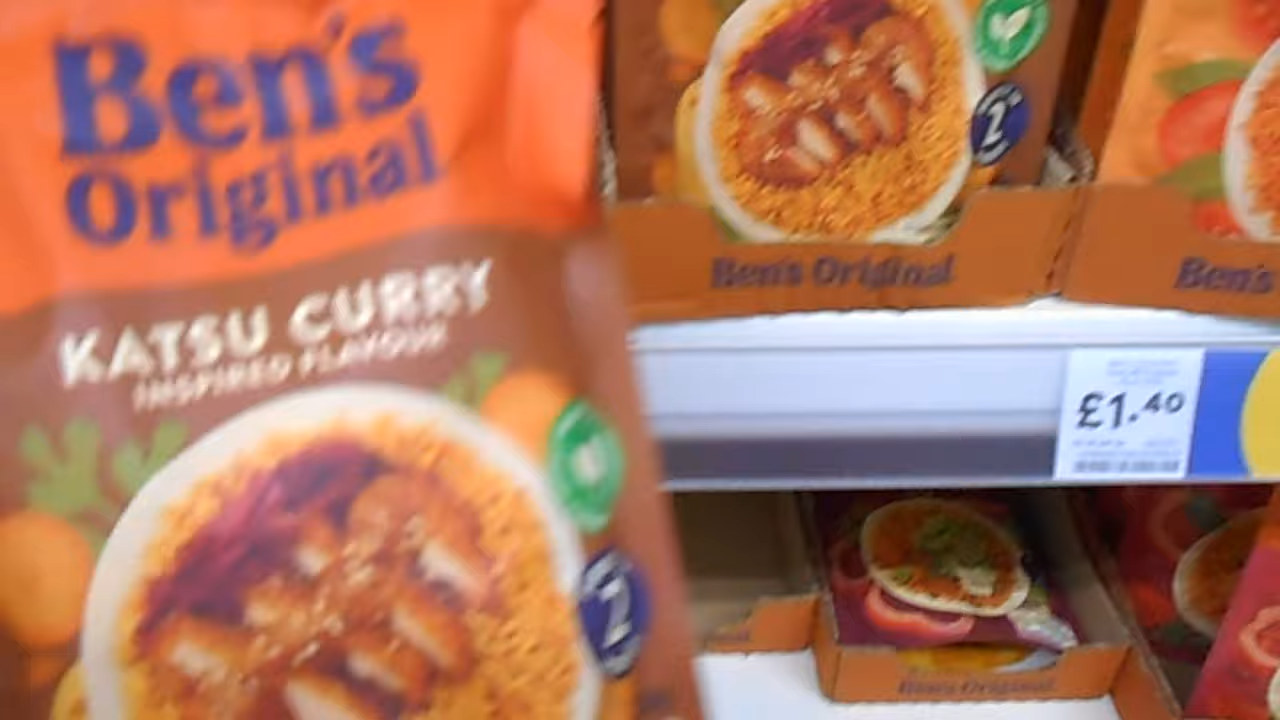 Ben's
Original
KATSU CURRY
INSPIRED FLAVOUR
2
2
Ben's Original
Ben's
£1.40
Ben's Original